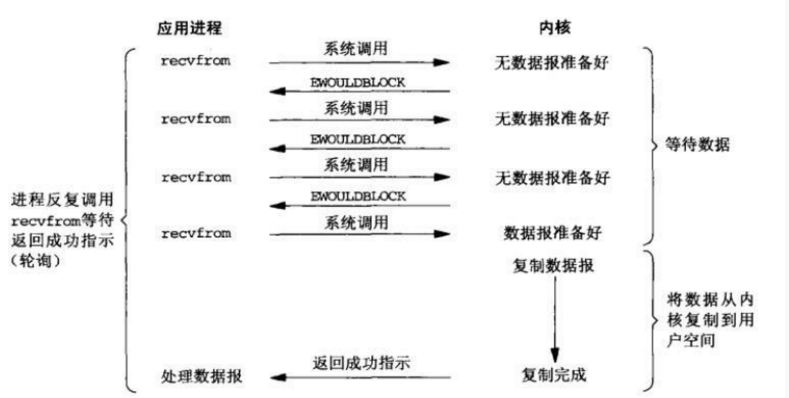 应用进程 内核
recvfrom 系统调用 无数据报准备好
EWOULDBLOCK
recvfrom 系统调用 无数据报准备好
EWOULDBLOCK
等待数据
recvfrom 系统调用 无数据报准备好
EWOULDBLOCK
进程反复调用
recvfrom等待
返回成功指示
(轮询)
recvfrom 系统调用 数据报准备好
复制数据报
将数据从内
核复制到用
户空间
处理数据报 返回成功指示 复制完成